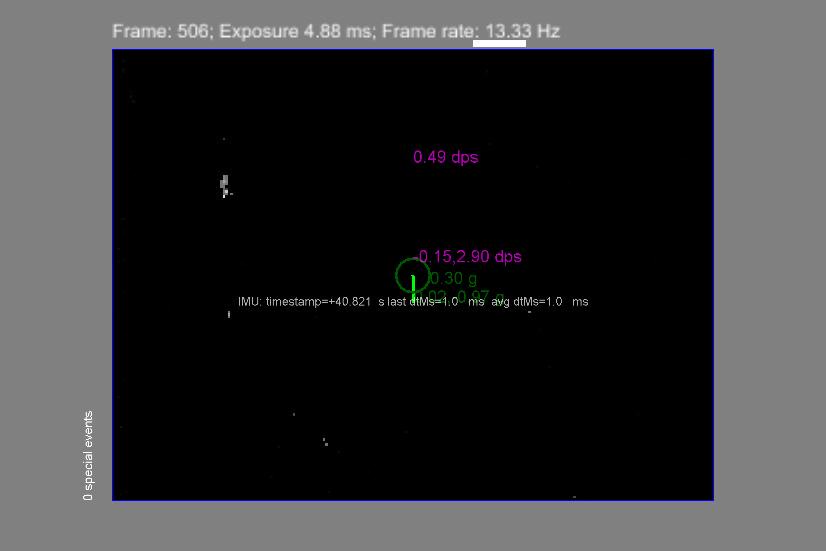 Frame: 506; Exposure 4.88 ms; Frame rate: 13.33 Hz
0.49 dps
-0.15,2.90 dps
0.30 g
0.97 g
IMU: timestamp=+40.821 s last dtMs=1.0 ms avg dtMs=1.0 ms
0 special events